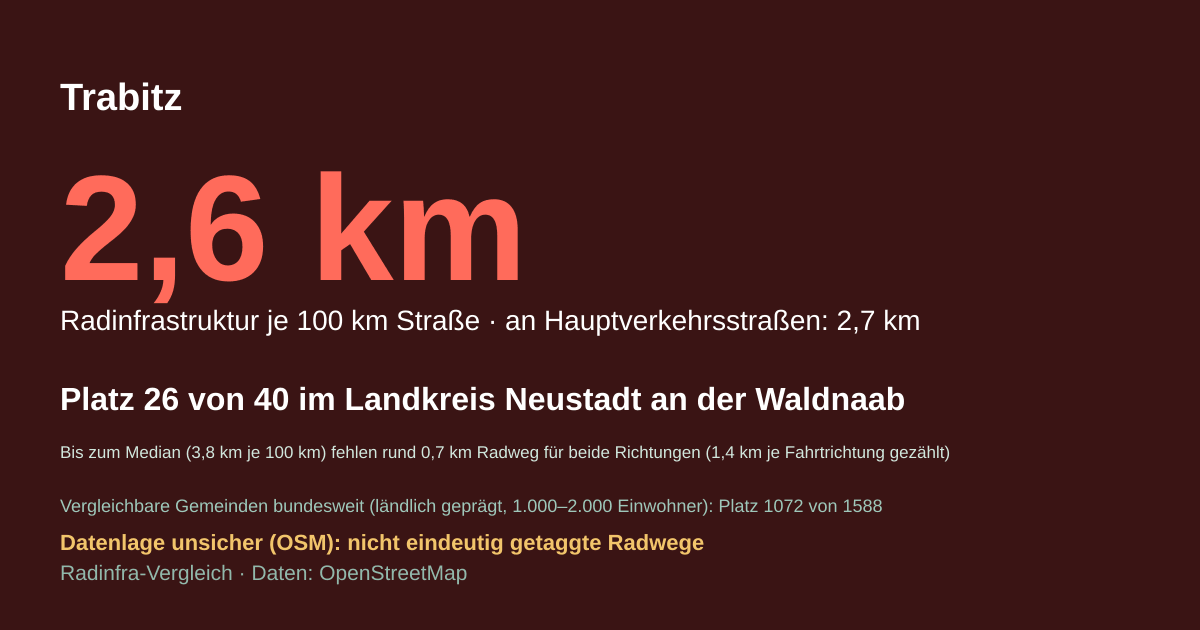 Trabitz
2,6 km
Radinfrastruktur je 100 km Straße · an Hauptverkehrsstraßen: 2,7 km
Platz 26 von 40 im Landkreis Neustadt an der Waldnaab
Bis zum Median (3,8 km je 100 km) fehlen rund 0,7 km Radweg für beide Richtungen (1,4 km je Fahrtrichtung gezählt)
Vergleichbare Gemeinden bundesweit (ländlich geprägt, 1.000–2.000 Einwohner): Platz 1072 von 1588
Datenlage unsicher (OSM): nicht eindeutig getaggte Radwege
Radinfra-Vergleich · Daten: OpenStreetMap